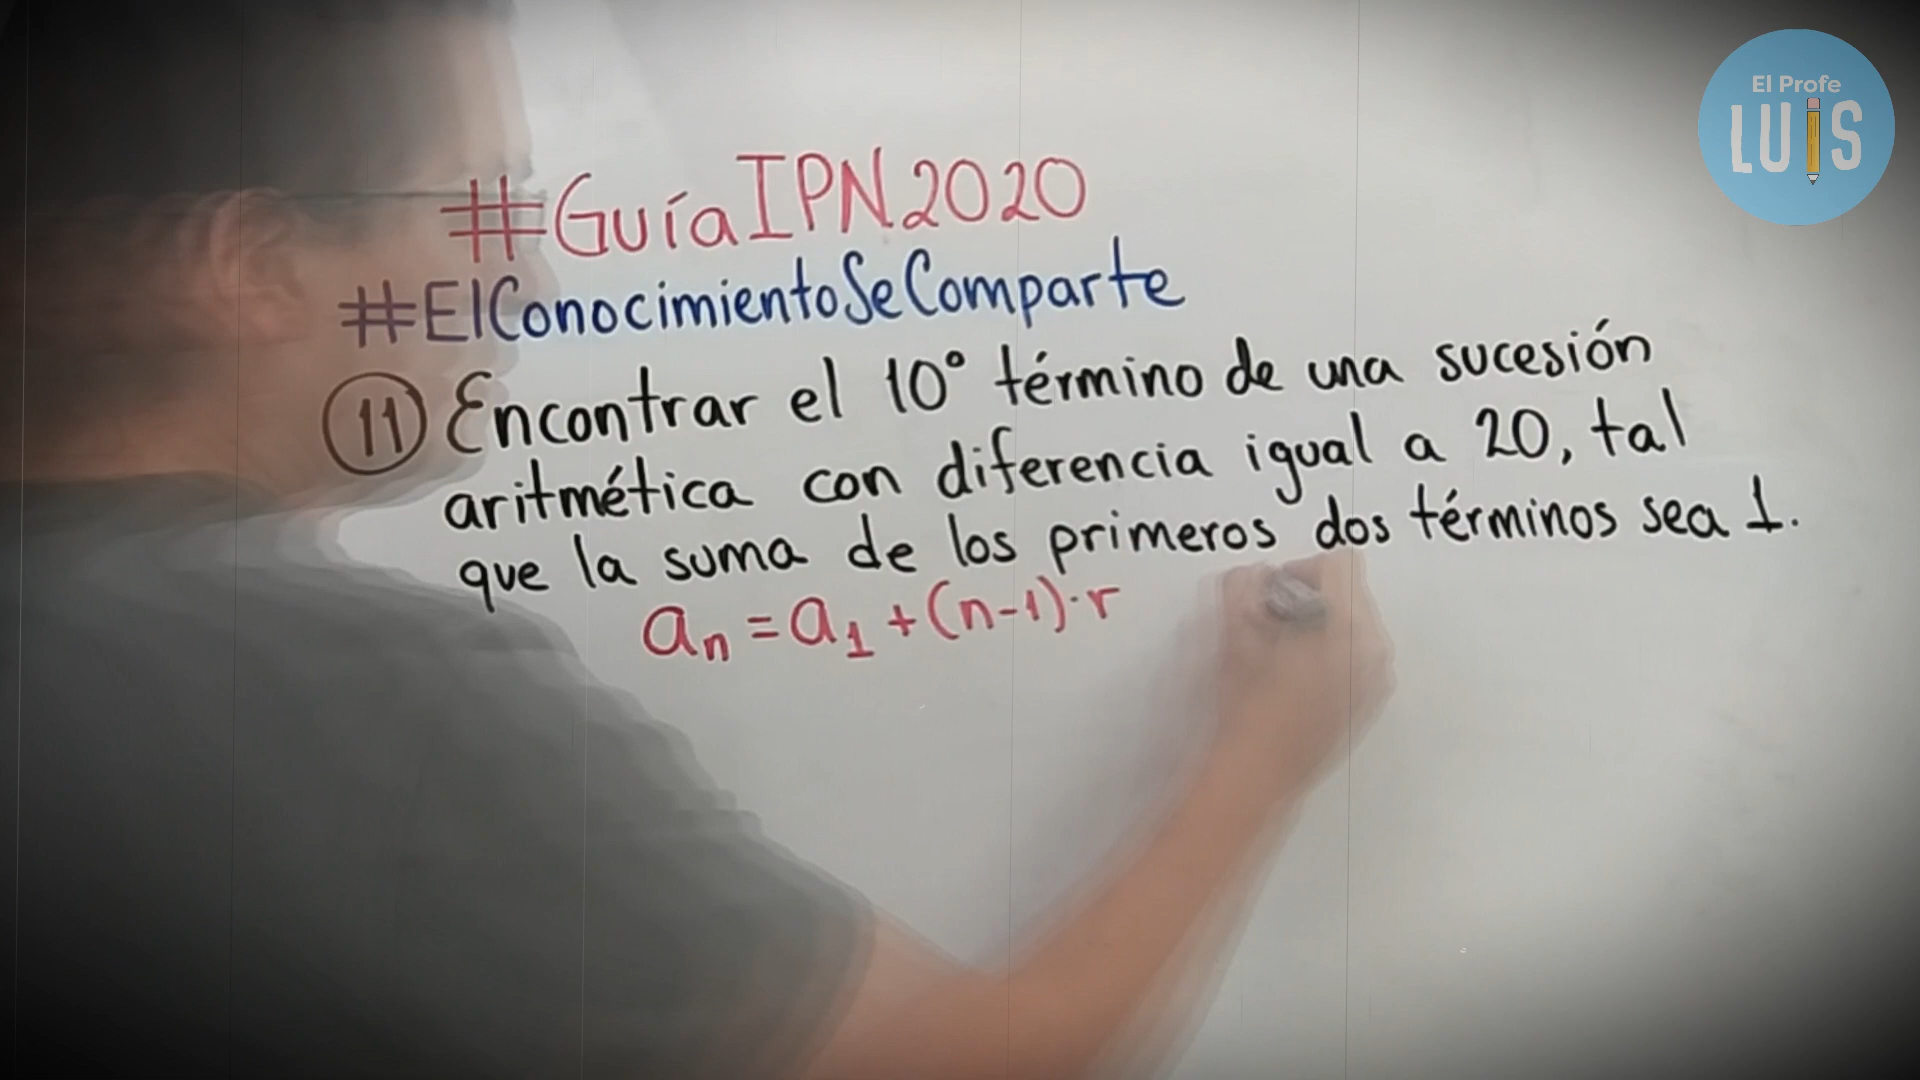 El Profe
LUIS
#GuíaIPN2020
#ElConocimientoSeComparte
11 Encontrar el 10° término de una sucesión
aritmética con diferencia igual a 20, tal
que la suma de los primeros dos términos sea 1.
an = a1 + (n-1)·r